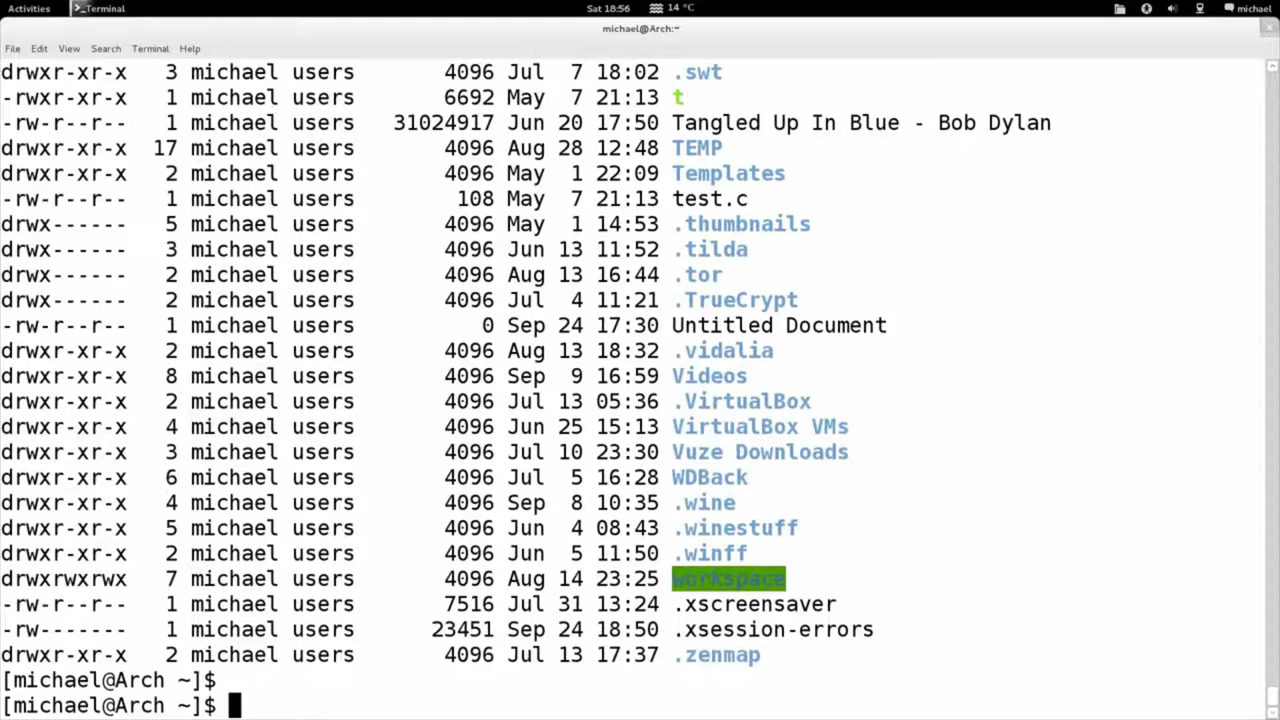 Activities >_Terminal Sat 18:56 14 °C michael
michael@Arch:~
File Edit View Search Terminal Help
drwxr-xr-x 3 michael users 4096 Jul 7 18:02 .swt
-rwxr-xr-x 1 michael users 6692 May 7 21:13 t
-rw-r--r-- 1 michael users 31024917 Jun 20 17:50 Tangled Up In Blue - Bob Dylan
drwxr-xr-x 17 michael users 4096 Aug 28 12:48 TEMP
drwxr-xr-x 2 michael users 4096 May 1 22:09 Templates
-rw-r--r-- 1 michael users 108 May 7 21:13 test.c
drwx------ 5 michael users 4096 May 1 14:53 .thumbnails
drwx------ 3 michael users 4096 Jun 13 11:52 .tilda
drwx------ 2 michael users 4096 Aug 13 16:44 .tor
drwx------ 2 michael users 4096 Jul 4 11:21 .TrueCrypt
-rw-r--r-- 1 michael users 0 Sep 24 17:30 Untitled Document
drwxr-xr-x 2 michael users 4096 Aug 13 18:32 .vidalia
drwxr-xr-x 8 michael users 4096 Sep 9 16:59 Videos
drwxr-xr-x 2 michael users 4096 Jul 13 05:36 .VirtualBox
drwxr-xr-x 4 michael users 4096 Jun 25 15:13 VirtualBox VMs
drwxr-xr-x 3 michael users 4096 Jul 10 23:30 Vuze Downloads
drwxr-xr-x 6 michael users 4096 Jul 5 16:28 WDBack
drwxr-xr-x 4 michael users 4096 Sep 8 10:35 .wine
drwxr-xr-x 5 michael users 4096 Jun 4 08:43 .winestuff
drwxr-xr-x 2 michael users 4096 Jun 5 11:50 .winff
drwxrwxrwx 7 michael users 4096 Aug 14 23:25 workspace
-rw-r--r-- 1 michael users 7516 Jul 31 13:24 .xscreensaver
-rw------- 1 michael users 23451 Sep 24 18:50 .xsession-errors
drwxr-xr-x 2 michael users 4096 Jul 13 17:37 .zenmap
[michael@Arch ~]$
[michael@Arch ~]$